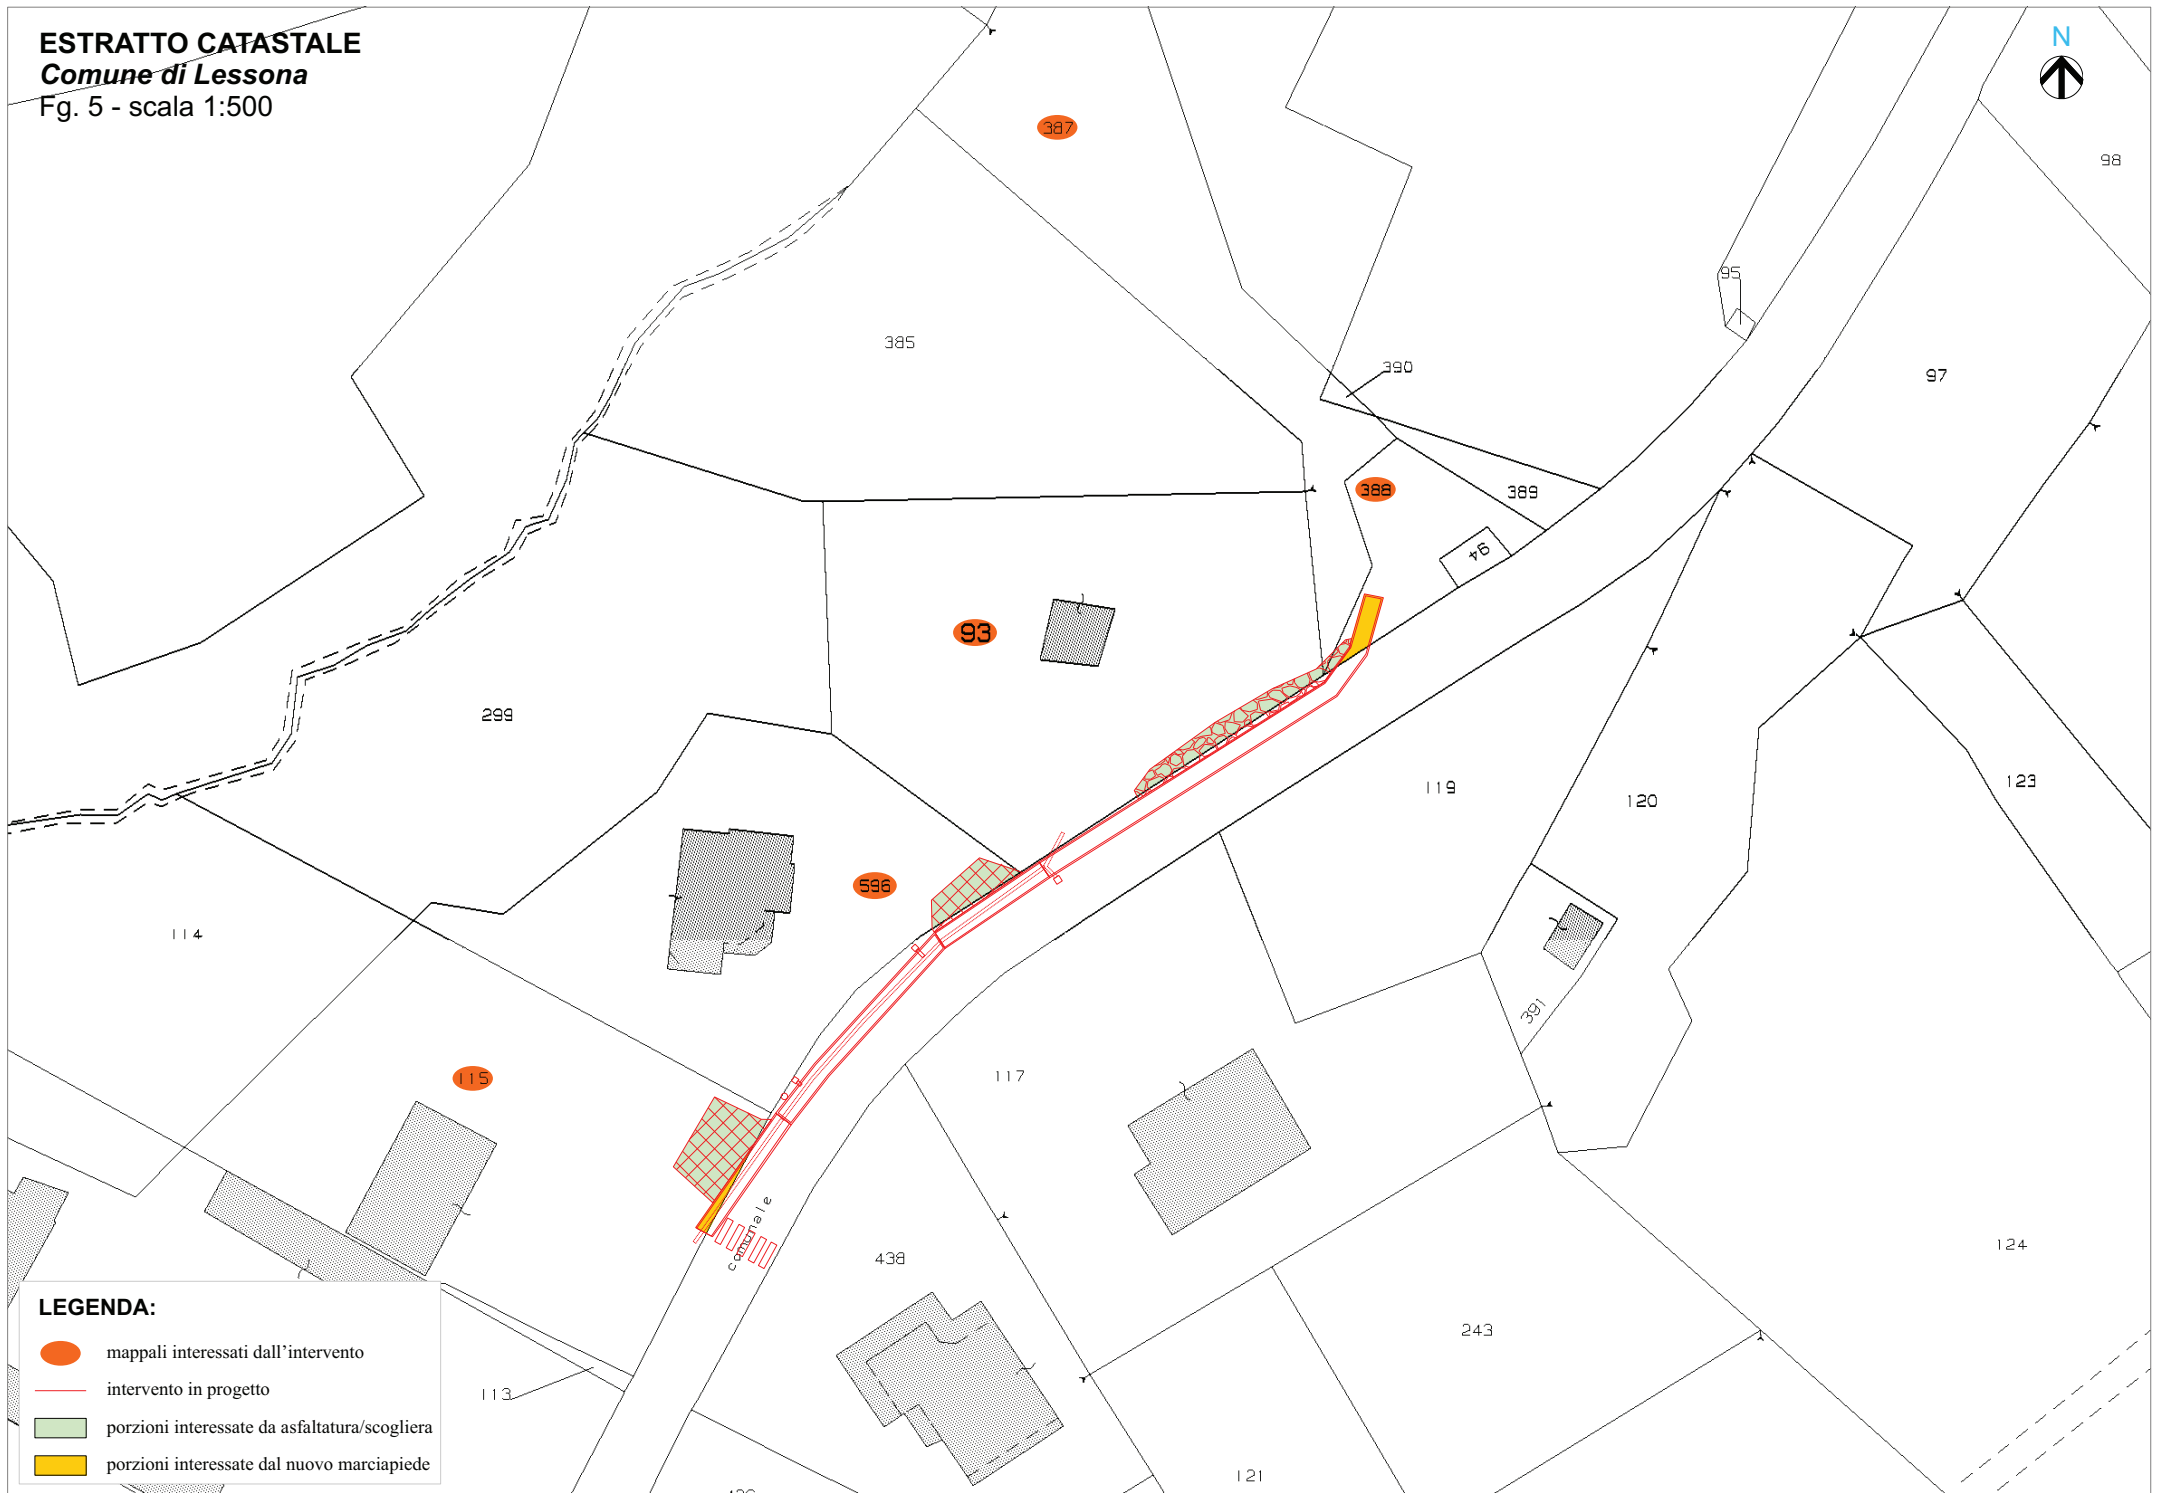 ESTRATTO CATASTALE
Comune di Lessona
Fg. 5 - scala 1:500
N
387
98
95
385
390
97
388
389
94
93
299
119
120
123
596
114
391
115
117
comunale
438
124
243
113
121
LEGENDA:
mappali interessati dall'intervento
intervento in progetto
porzioni interessate da asfaltatura/scogliera
porzioni interessate dal nuovo marciapiede